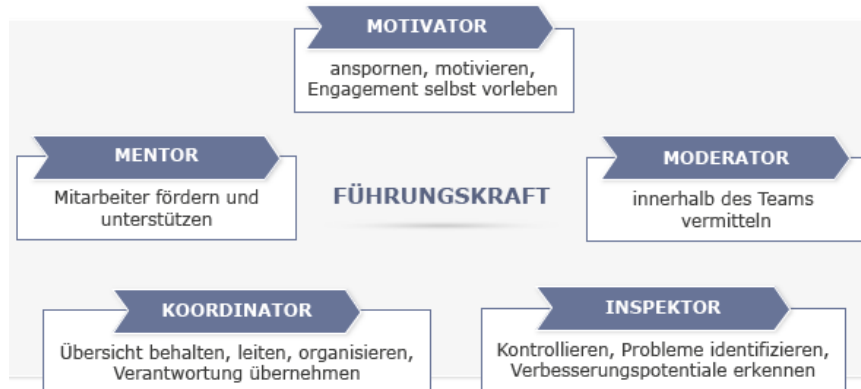 MOTIVATOR
anspornen, motivieren,
Engagement selbst vorleben
MENTOR
Mitarbeiter fördern und
unterstützen
FÜHRUNGSKRAFT
MODERATOR
innerhalb des Teams
vermitteln
KOORDINATOR
Übersicht behalten, leiten, organisieren,
Verantwortung übernehmen
INSPEKTOR
Kontrollieren, Probleme identifizieren,
Verbesserungspotentiale erkennen